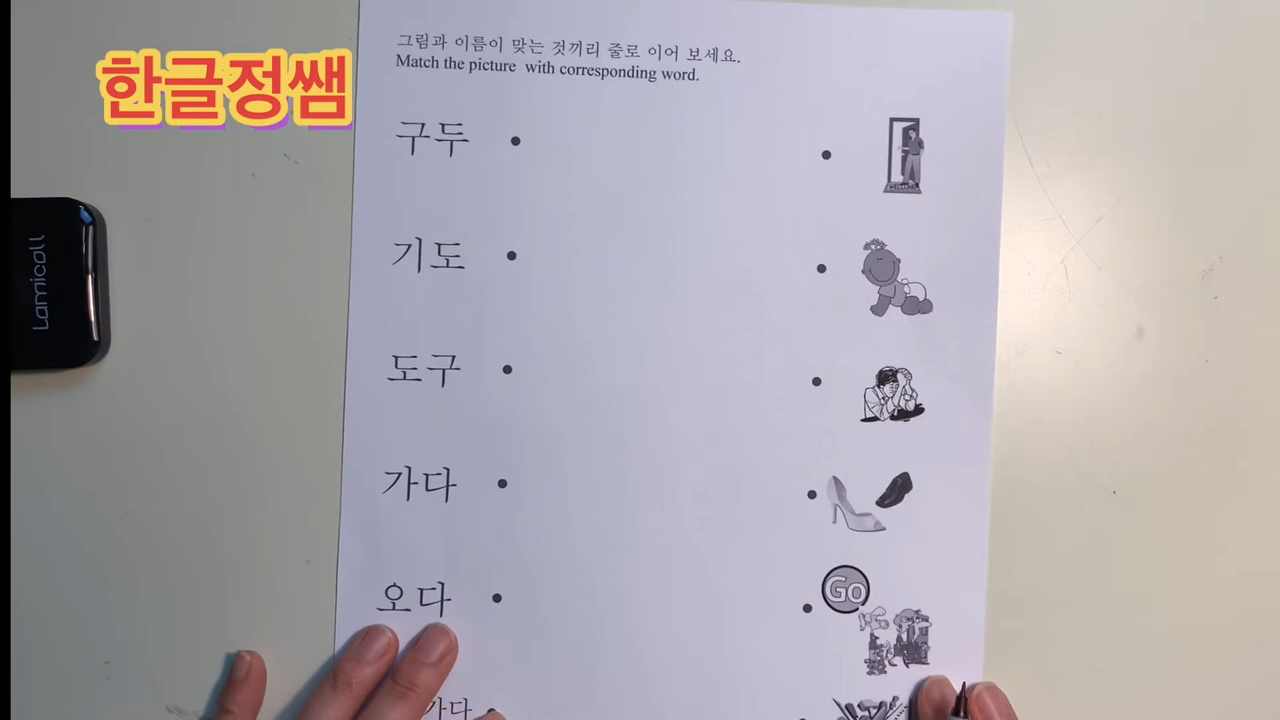 한글정쌤
그림과 이름이 맞는 것끼리 줄로 이어 보세요.
Match the picture with corresponding word.
구두
기도
도구
가다
오다
Go
Lamicall